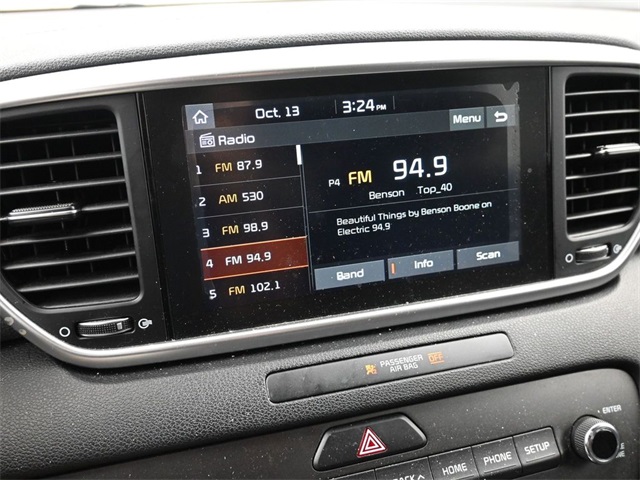 Oct. 13 3:24 PM
Radio Menu
1 FM 87.9
2 AM 530
3 FM 98.9
4 FM 94.9
5 FM 102.1
P4 FM 94.9
Benson Top_40
Beautiful Things by Benson Boone on
Electric 94.9
Band Info Scan
PASSENGER
AIR BAG OFF
ENTER
HOME PHONE SETUP